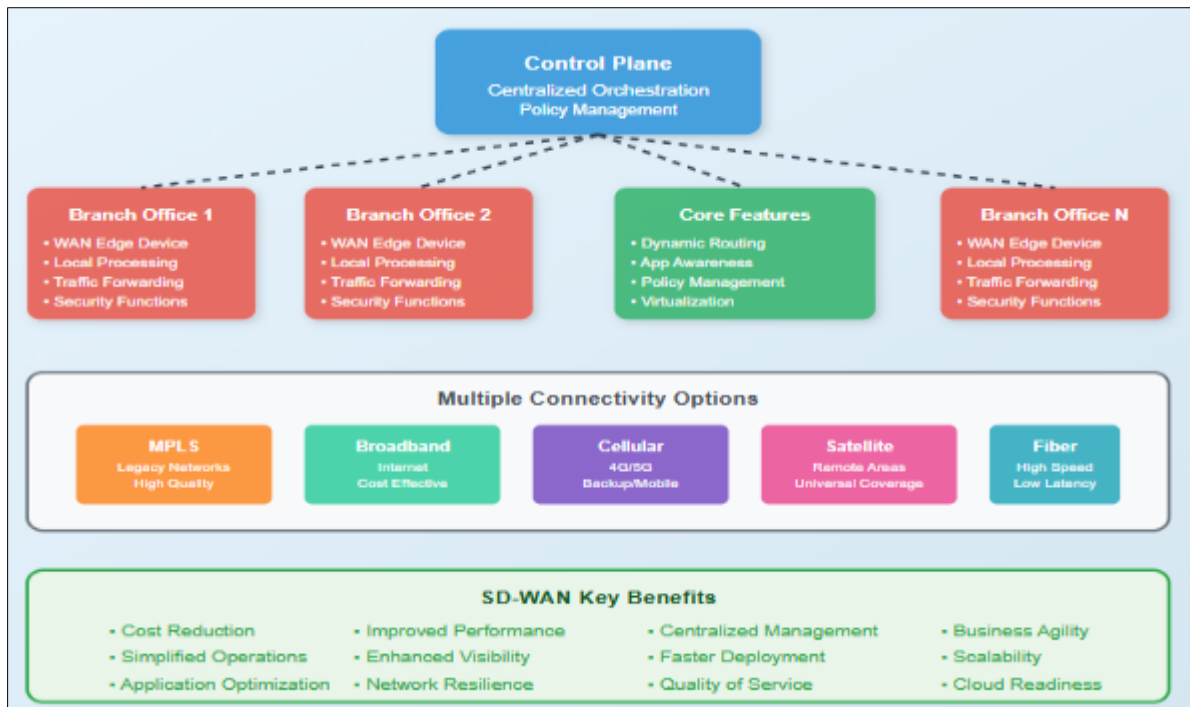 Control Plane
Centralized Orchestration
Policy Management
Branch Office 1
• WAN Edge Device
• Local Processing
• Traffic Forwarding
• Security Functions
Branch Office 2
• WAN Edge Device
• Local Processing
• Traffic Forwarding
• Security Functions
Core Features
• Dynamic Routing
• App Awareness
• Policy Management
• Virtualization
Branch Office N
• WAN Edge Device
• Local Processing
• Traffic Forwarding
• Security Functions
Multiple Connectivity Options
MPLS
Legacy Networks
High Quality
Broadband
Internet
Cost Effective
Cellular
4G/5G
Backup/Mobile
Satellite
Remote Areas
Universal Coverage
Fiber
High Speed
Low Latency
SD-WAN Key Benefits
• Cost Reduction
• Simplified Operations
• Application Optimization
• Improved Performance
• Enhanced Visibility
• Network Resilience
• Centralized Management
• Faster Deployment
• Quality of Service
• Business Agility
• Scalability
• Cloud Readiness